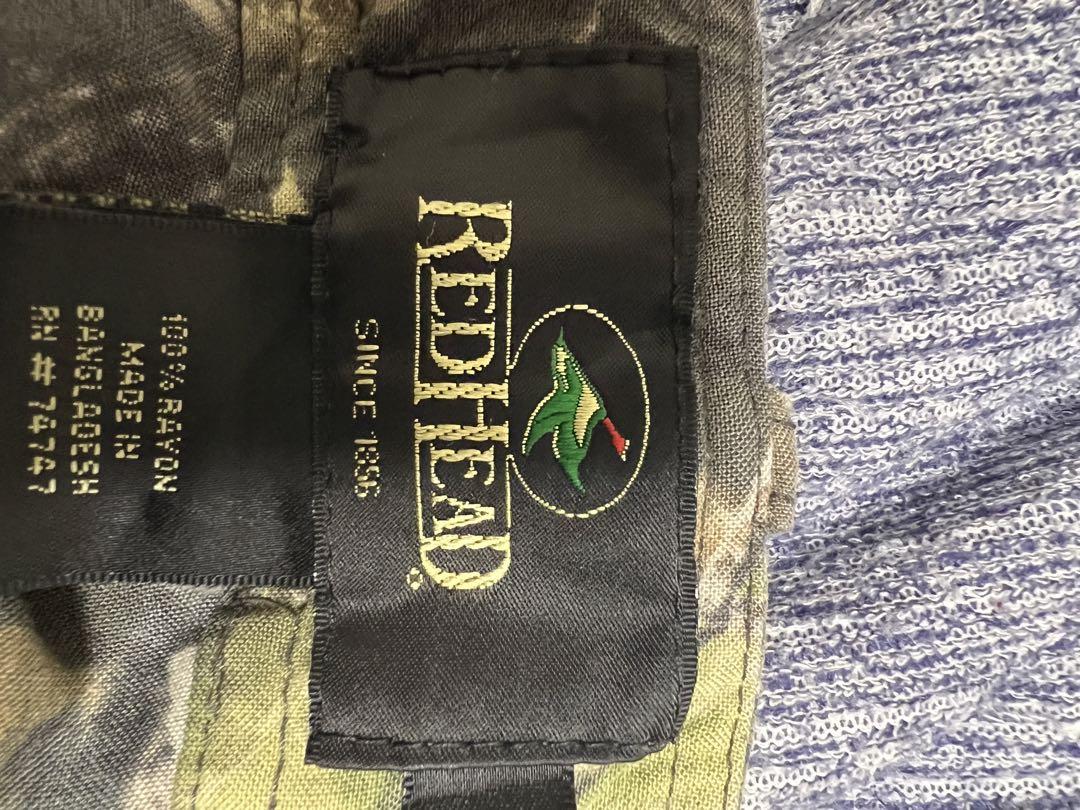 REDHEAD®
SINCE 1856
100% RAYON
MADE IN
BANGLADESH
RN # 74747